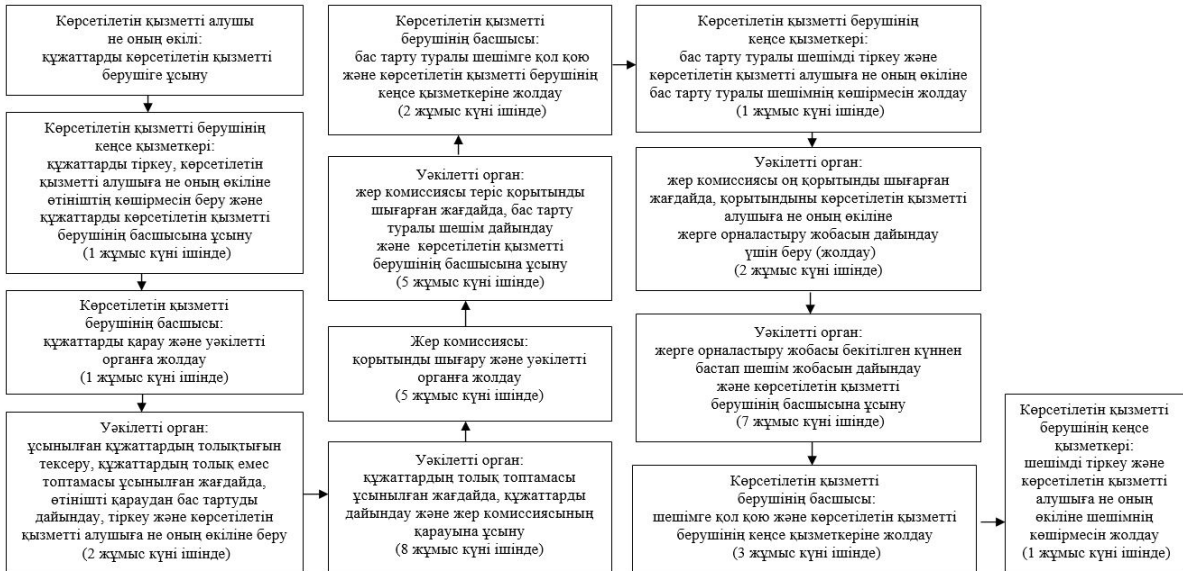 Көрсетілетін қызметті алушы
не оның өкілі:
құжаттарды көрсетілетін қызметті
берушіге ұсыну
Көрсетілетін қызметті берушінің
кеңсе қызметкері:
құжаттарды тіркеу, көрсетілетін
қызметті алушыға не оның өкіліне
өтініштің көшірмесін беру және
құжаттарды көрсетілетін қызметті
берушінің басшысына ұсыну
(1 жұмыс күні ішінде)
Көрсетілетін қызметті
берушінің басшысы:
құжаттарды қарау және уәкілетті
органға жолдау
(1 жұмыс күні ішінде)
Уәкілетті орган:
ұсынылған құжаттардың толықтығын
тексеру, құжаттардың толық емес
топтамасы ұсынылған жағдайда,
өтінішті қараудан бас тартуды
дайындау, тіркеу және көрсетілетін
қызметті алушыға не оның өкіліне беру
(2 жұмыс күні ішінде)
Уәкілетті орган:
құжаттардың толық топтамасы
ұсынылған жағдайда, құжаттарды
дайындау және жер комиссиясының
қарауына ұсыну
(8 жұмыс күні ішінде)
Жер комиссиясы:
қорытынды шығару және уәкілетті
органға жолдау
(5 жұмыс күні ішінде)
Уәкілетті орган:
жер комиссиясы теріс қорытынды
шығарған жағдайда, бас тарту
туралы шешім дайындау
және көрсетілетін қызметті
берушінің басшысына ұсыну
(5 жұмыс күні ішінде)
Көрсетілетін қызметті
берушінің басшысы:
бас тарту туралы шешімге қол қою
және көрсетілетін қызметті берушінің
кеңсе қызметкеріне жолдау
(2 жұмыс күні ішінде)
Көрсетілетін қызметті берушінің
кеңсе қызметкері:
бас тарту туралы шешімді тіркеу және
көрсетілетін қызметті алушыға не оның өкіліне
бас тарту туралы шешімнің көшірмесін жолдау
(1 жұмыс күні ішінде)
Уәкілетті орган:
жер комиссиясы оң қорытынды шығарған
жағдайда, қорытындыны көрсетілетін қызметті
алушыға не оның өкіліне
жерге орналастыру жобасын дайындау
үшін беру (жолдау)
(2 жұмыс күні ішінде)
Уәкілетті орган:
жерге орналастыру жобасы бекітілген күннен
бастап шешім жобасын дайындау
және көрсетілетін қызметті
берушінің басшысына ұсыну
(7 жұмыс күні ішінде)
Көрсетілетін қызметті
берушінің басшысы:
шешімге қол қою және көрсетілетін қызметті
берушінің кеңсе қызметкеріне жолдау
(3 жұмыс күні ішінде)
Көрсетілетін қызметті
берушінің кеңсе
қызметкері:
шешімді тіркеу және
көрсетілетін қызметті
алушыға не оның
өкіліне шешімнің
көшірмесін жолдау
(1 жұмыс күні ішінде)